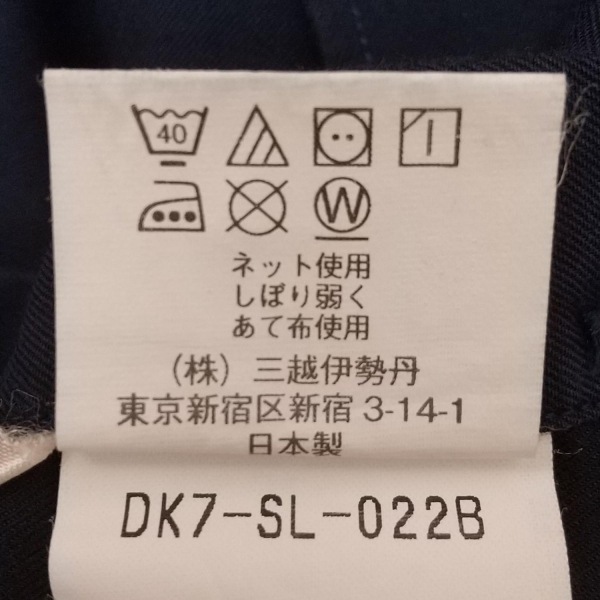 40
W
ネット使用
しぼり弱く
あて布使用
（株）三越伊勢丹
東京新宿区新宿 3-14-1
日本製
DK7-SL-022B